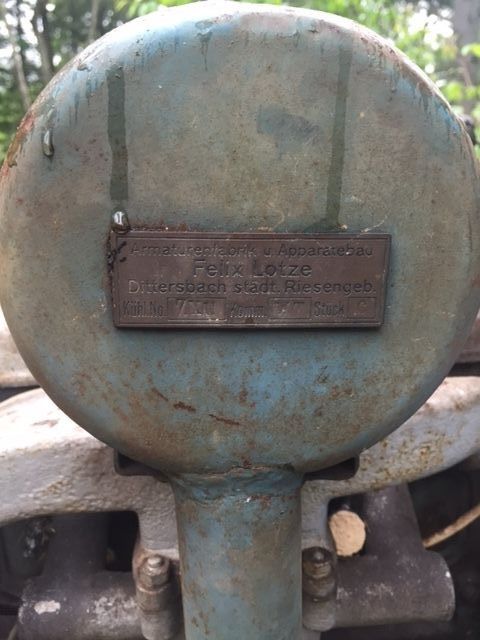 Armaturenfabrik u. Apparatebau
Felix Lotze
Dittersbach städt. Riesengeb.
Kühl.No Komm. Stück